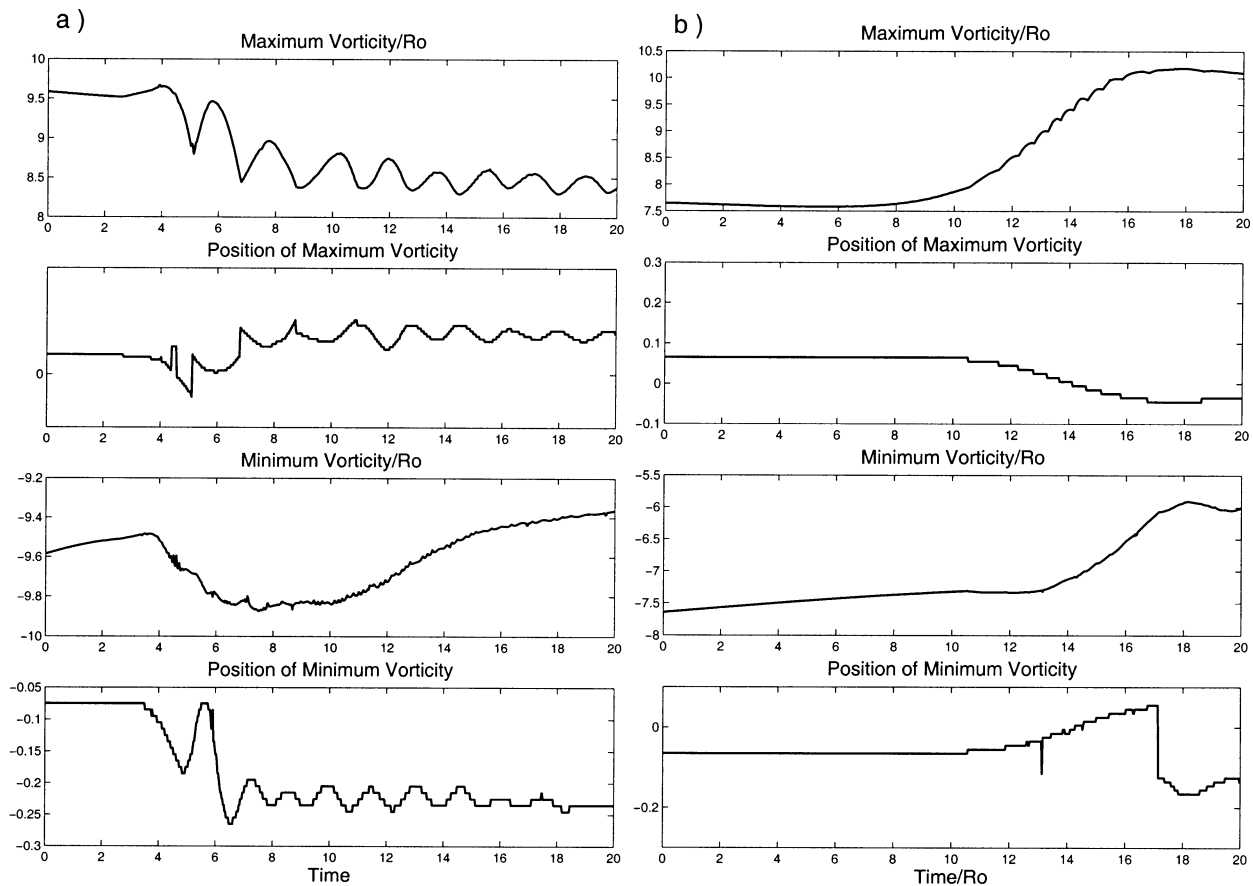 a )
Maximum Vorticity/Ro
10
9.5
9
8.5
8
0 2 4 6 8 10 12 14 16 18 20
Position of Maximum Vorticity
0
0 2 4 6 8 10 12 14 16 18 20
Minimum Vorticity/Ro
−9.2
−9.4
−9.6
−9.8
−10
0 2 4 6 8 10 12 14 16 18 20
Position of Minimum Vorticity
−0.05
−0.1
−0.15
−0.2
−0.25
−0.3
0 2 4 6 8 10 12 14 16 18 20
Time
b )
Maximum Vorticity/Ro
10.5
10
9.5
9
8.5
8
7.5
0 2 4 6 8 10 12 14 16 18 20
Position of Maximum Vorticity
0.3
0.2
0.1
0
−0.1
0 2 4 6 8 10 12 14 16 18 20
Minimum Vorticity/Ro
−5.5
−6
−6.5
−7
−7.5
−8
0 2 4 6 8 10 12 14 16 18 20
Position of Minimum Vorticity
0
−0.2
0 2 4 6 8 10 12 14 16 18 20
Time/Ro